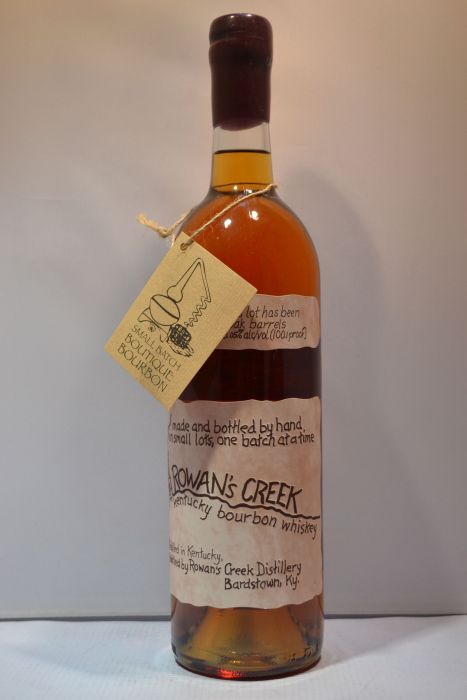 lot has been
oak barrels
.05% alc/vol. (100.1 proof)
SMALL BATCH
BOUTIQUE
BOURBON
made and bottled by hand
in small lots, one batch at a time
ROWAN'S CREEK
kentucky bourbon whiskey
in Kentucky,
by Rowan's Creek Distillery
Bardstown, Ky.